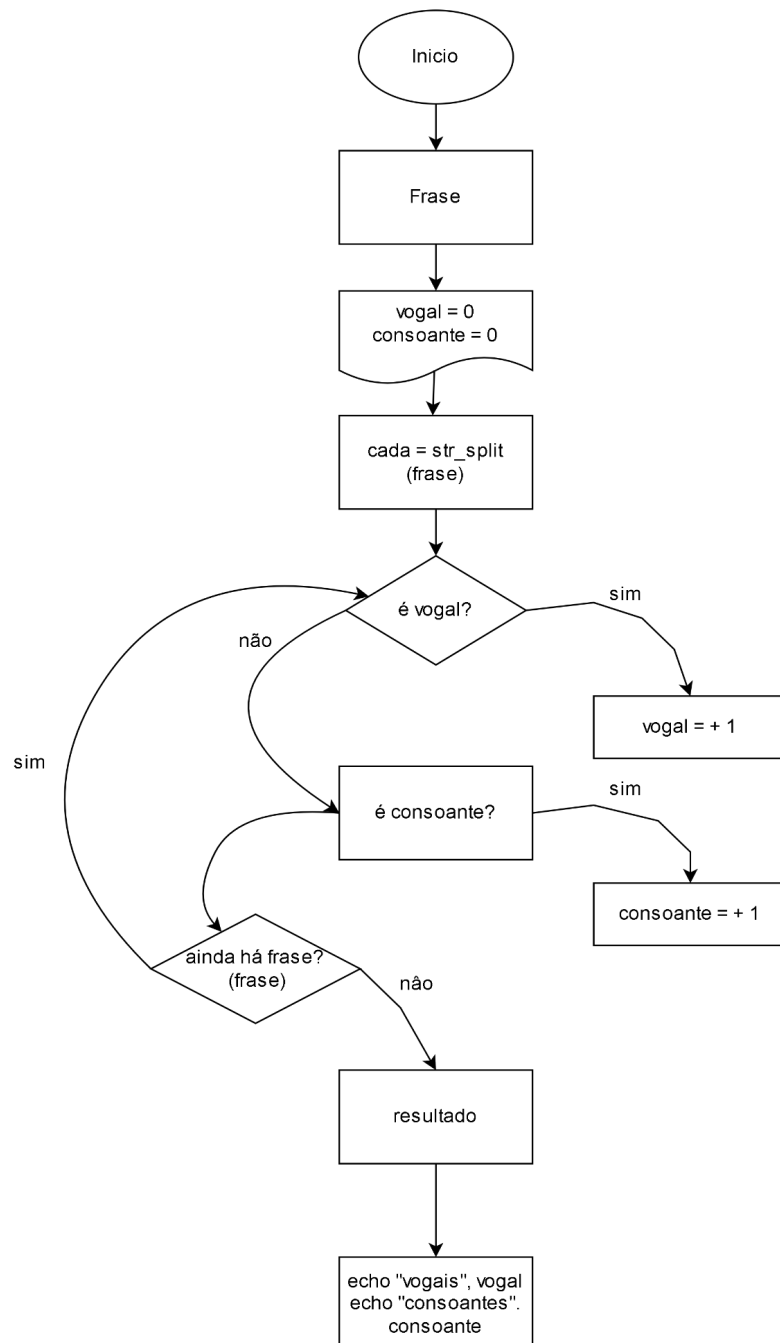 Inicio
Frase
vogal = 0
consoante = 0
cada = str_split
(frase)
é vogal?
sim
não
vogal = + 1
sim
é consoante?
sim
consoante = + 1
ainda há frase?
(frase)
nâo
resultado
echo "vogais", vogal
echo "consoantes".
consoante